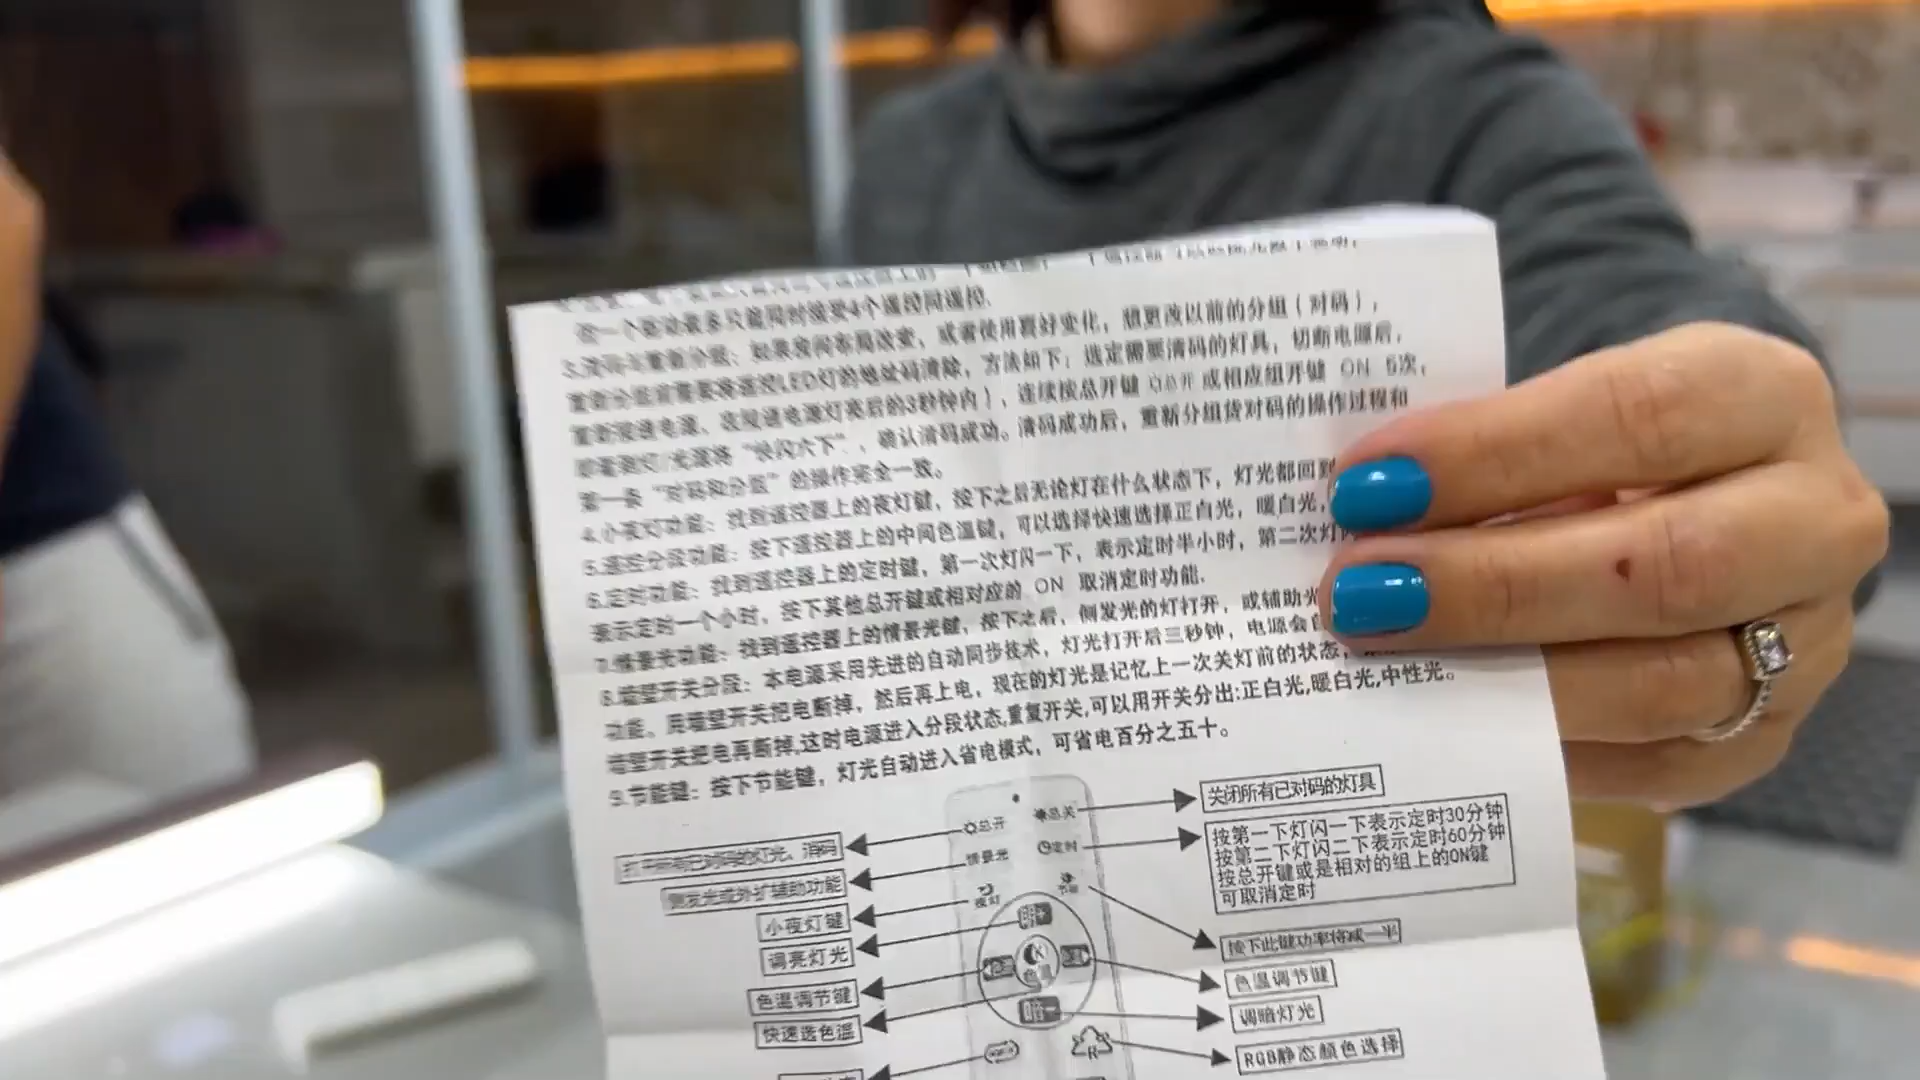 注一个驱动最多只能同时接受4个遥控同遥控.
3.清码与重新分组：如果房间布局改变，或者使用喜好变化，想更改以前的分组（对码），
重新分组前需要将遥控LED灯的地址码清除，方法如下：选定需要清码的灯具，切断电源后，
重新接通电源、在接通电源灯亮后的3秒钟内），连续按总开键 总开 或相应组开键 ON 5次，
灯/光源将“快闪六下”，确认清码成功。清码成功后，重新分组货对码的操作过程和
第一条“对码和分组”的操作完全一致。
4.小夜灯功能：找到遥控器上的夜灯键，按下之后无论灯在什么状态下，灯光都回到
5.遥控分段功能：按下遥控器上的中间色温键，可以选择快速选择正白光，暖白光，
6.定时功能：找到遥控器上的定时键，第一次灯闪一下，表示定时半小时，第二次灯闪
表示定时一个小时，按下其他总开键或相对应的 ON 取消定时功能.
7.情景光功能：找到遥控器上的情景光键，按下之后，侧发光的灯打开，或辅助光
8.墙壁开关分段：本电源采用先进的自动同步技术，灯光打开后三秒钟，电源会自
功能、用墙壁开关把电断掉，然后再上电，现在的灯光是记忆上一次关灯前的状态，
墙壁开关把电再断掉,这时电源进入分段状态,重复开关,可以用开关分出:正白光,暖白光,中性光。
9.节能键：按下节能键，灯光自动进入省电模式，可省电百分之五十。
总开
总关
情景光
定时
夜灯
节能
明+
色温
暗-
打开所有已对码的灯光、清码
侧发光或外扩辅助功能
小夜灯键
调亮灯光
色温调节键
快速选色温
关闭所有已对码的灯具
按第一下灯闪一下表示定时30分钟
按第二下灯闪二下表示定时60分钟
按总开键或是相对的组上的ON键
可取消定时
按下此键功率将减一半
色温调节键
调暗灯光
RGB静态颜色选择